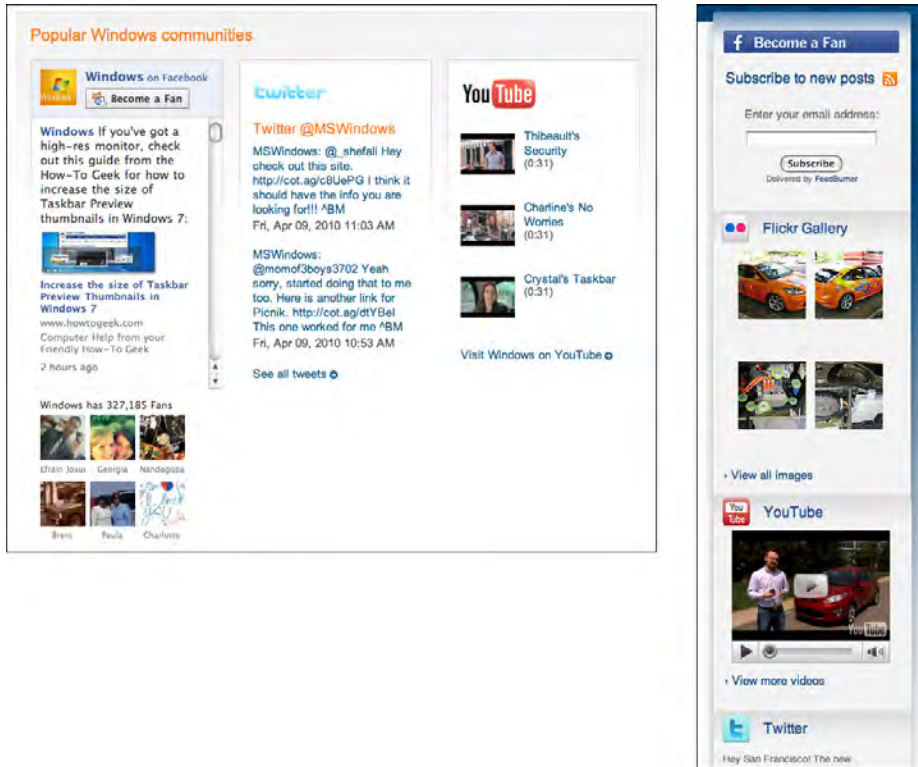 Popular Windows communities
Windows on Facebook
Become a Fan
Windows If you've got a
high-res monitor, check
out this guide from the
How-To Geek for how to
increase the size of
Taskbar Preview
thumbnails in Windows 7:
Increase the size of Taskbar
Preview Thumbnails in
Windows 7
www.howtogeek.com
Computer Help from your
Friendly How-To Geek
2 hours ago
Windows has 327,185 Fans
Efrain Josue Georgia Nandagopa
Brens Paula Charlotte
twitter
Twitter @MSWindows
MSWindows: @_shefali Hey
check out this site.
http://cot.ag/c8UePG I think it
should have the info you are
looking for!!! ^BM
Fri, Apr 09, 2010 11:03 AM
MSWindows:
@momof3boys3702 Yeah
sorry, started doing that to me
too. Here is another link for
Picnik. http://cot.ag/dtYBel
This one worked for me ^BM
Fri, Apr 09, 2010 10:53 AM
See all tweets
YouTube
Thibeault's
Security
(0:31)
Charline's No
Worries
(0:31)
Crystal's Taskbar
(0:31)
Visit Windows on YouTube
f Become a Fan
Subscribe to new posts
Enter your email address:
Subscribe
Delivered by FeedBurner
Flickr Gallery
› View all images
You
Tube
YouTube
YouTube
› View more videos
t
Twitter
Hey San Francisco! The new